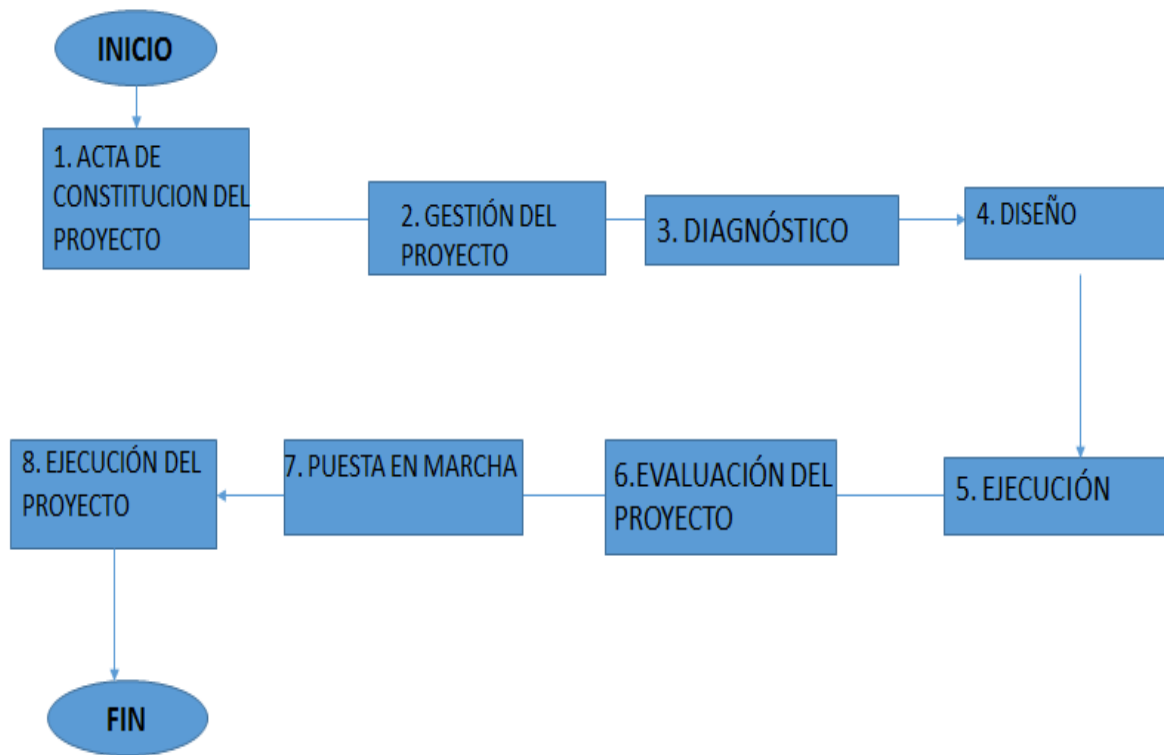 INICIO
1. ACTA DE
CONSTITUCION DEL
PROYECTO
2. GESTIÓN DEL
PROYECTO
3. DIAGNÓSTICO
4. DISEÑO
5. EJECUCIÓN
6.EVALUACIÓN DEL
PROYECTO
7. PUESTA EN MARCHA
8. EJECUCIÓN DEL
PROYECTO
FIN